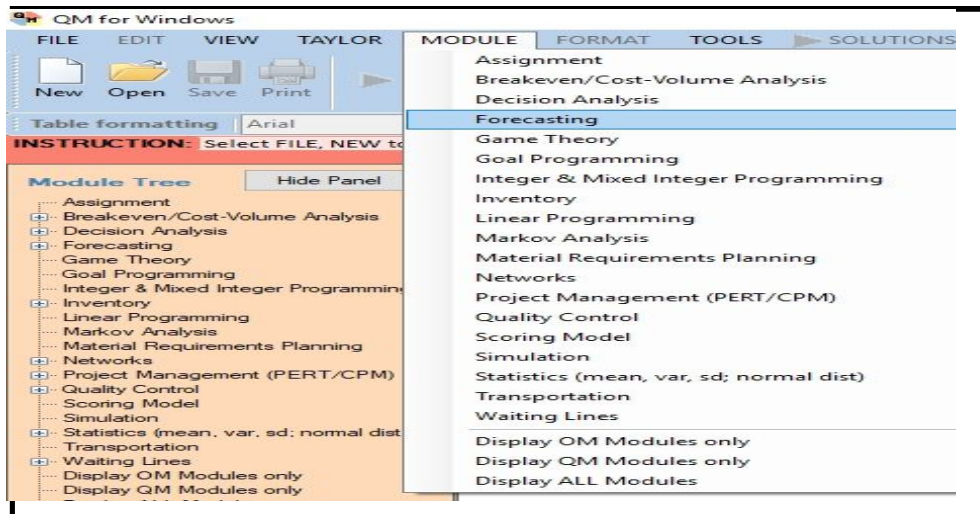 QM for Windows
FILE EDIT VIEW TAYLOR MODULE FORMAT TOOLS SOLUTIONS
New Open Save Print
Table formatting Arial
INSTRUCTION: Select FILE, NEW to
Module Tree Hide Panel
Assignment
Breakeven/Cost-Volume Analysis
Decision Analysis
Forecasting
Game Theory
Goal Programming
Integer & Mixed Integer Programming
Inventory
Linear Programming
Markov Analysis
Material Requirements Planning
Networks
Project Management (PERT/CPM)
Quality Control
Scoring Model
Simulation
Statistics (mean, var, sd; normal dist
Transportation
Waiting Lines
Display OM Modules only
Display QM Modules only
Assignment
Breakeven/Cost-Volume Analysis
Decision Analysis
Forecasting
Game Theory
Goal Programming
Integer & Mixed Integer Programming
Inventory
Linear Programming
Markov Analysis
Material Requirements Planning
Networks
Project Management (PERT/CPM)
Quality Control
Scoring Model
Simulation
Statistics (mean, var, sd; normal dist)
Transportation
Waiting Lines
Display OM Modules only
Display QM Modules only
Display ALL Modules